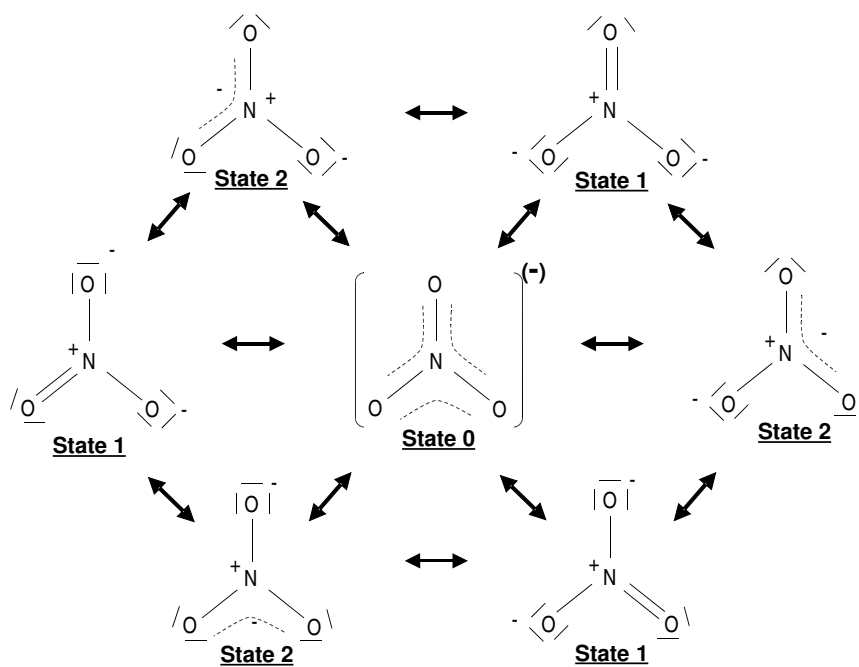 O
O
- N +
+ N
O O -
- O O -
State 2
State 1
O -
(-)
O
O
+ N
N
+ N -
O O -
O O
- O O
State 1
State 0
State 2
O -
O -
+ N
+ N
O - O
- O O
State 2
State 1